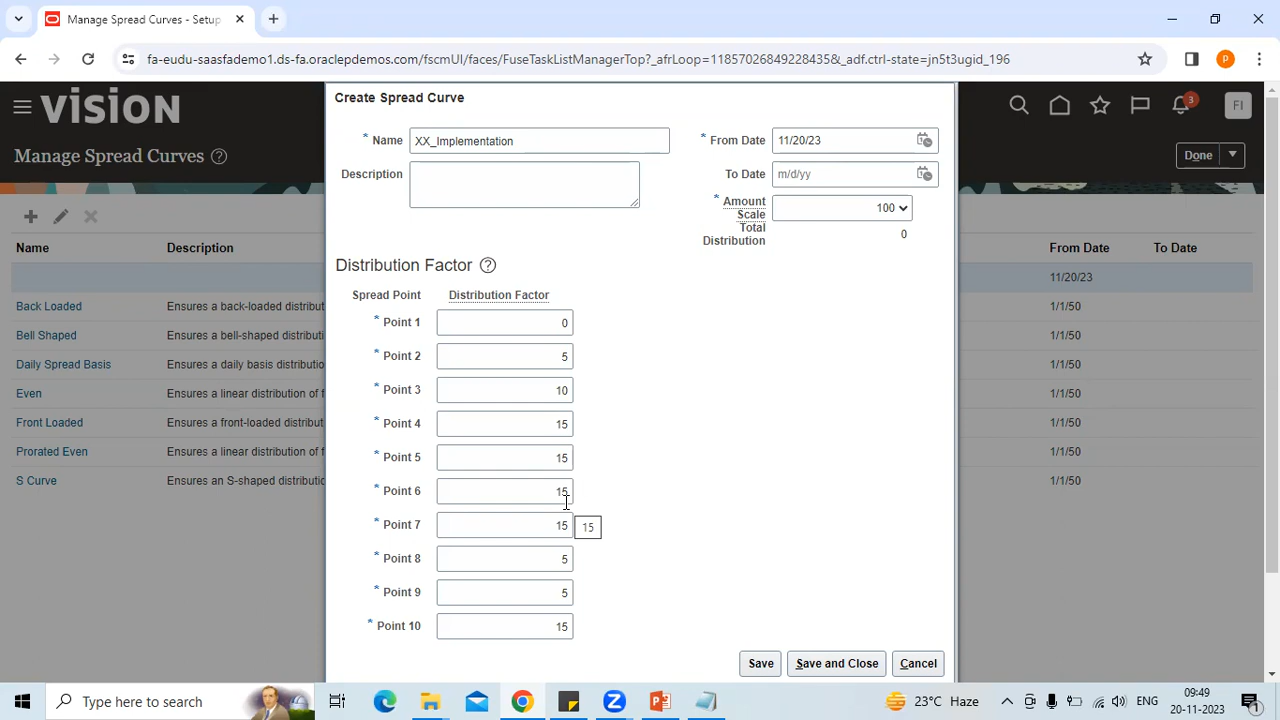 Manage Spread Curves - Setup
fa-eudu-saasfademo1.ds-fa.oraclepdemos.com/fscmUI/faces/FuseTaskListManagerTop?_afrLoop=11857026849228435&_adf.ctrl-state=jn5t3ugid_196
P
VISION
3
FI
Manage Spread Curves
Done
Name Description From Date To Date
11/20/23
Back Loaded Ensures a back-loaded distribut 1/1/50
Bell Shaped Ensures a bell-shaped distributi 1/1/50
Daily Spread Basis Ensures a daily basis distributio 1/1/50
Even Ensures a linear distribution of f 1/1/50
Front Loaded Ensures a front-loaded distribu 1/1/50
Prorated Even Ensures a linear distribution of f 1/1/50
S Curve Ensures an S-shaped distributi 1/1/50
Create Spread Curve
* Name XX_Implementation
* From Date 11/20/23
Description
To Date m/d/yy
* Amount Scale 100
Total Distribution 0
Distribution Factor
Spread Point Distribution Factor
* Point 1 0
* Point 2 5
* Point 3 10
* Point 4 15
* Point 5 15
* Point 6 15
* Point 7 15 15
* Point 8 5
* Point 9 5
* Point 10 15
Save Save and Close Cancel
Type here to search
23°C Haze
ENG
09:49
20-11-2023
1